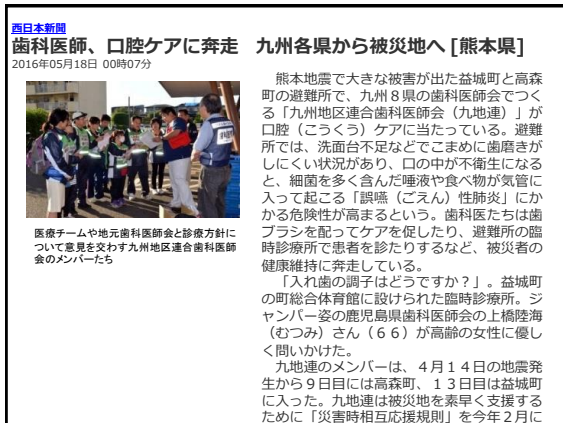 西日本新聞
歯科医師、口腔ケアに奔走　九州各県から被災地へ [熊本県]
2016年05月18日 00時07分
医療チームや地元歯科医師会と診療方針に
ついて意見を交わす九州地区連合歯科医師
会のメンバーたち
　熊本地震で大きな被害が出た益城町と高森
町の避難所で、九州８県の歯科医師会でつく
る「九州地区連合歯科医師会（九地連）」が
口腔（こうくう）ケアに当たっている。避難
所では、洗面台不足などでこまめに歯磨きが
しにくい状況があり、口の中が不衛生になる
と、細菌を多く含んだ唾液や食べ物が気管に
入って起こる「誤嚥（ごえん）性肺炎」にか
かる危険性が高まるという。歯科医たちは歯
ブラシを配ってケアを促したり、避難所の臨
時診療所で患者を診たりするなど、被災者の
健康維持に奔走している。
　「入れ歯の調子はどうですか？」。益城町
の町総合体育館に設けられた臨時診療所。ジ
ャンパー姿の鹿児島県歯科医師会の上橋陸海
（むつみ）さん（６６）が高齢の女性に優し
く問いかけた。
　九地連のメンバーは、４月１４日の地震発
生から９日目には高森町、１３日目は益城町
に入った。九地連は被災地を素早く支援する
ために「災害時相互応援規則」を今年２月に